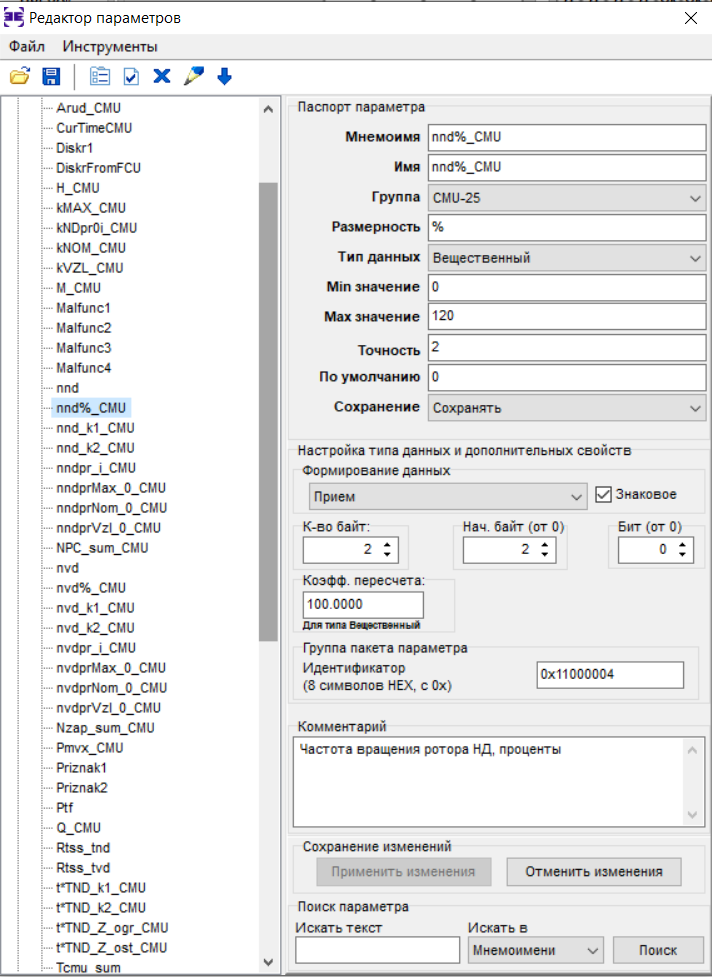 Редактор параметров
Файл Инструменты
Arud_CMU
CurTimeCMU
Diskr1
DiskrFromFCU
H_CMU
kMAX_CMU
kNDpr0i_CMU
kNOM_CMU
kVZL_CMU
M_CMU
Malfunc1
Malfunc2
Malfunc3
Malfunc4
nnd
nnd%_CMU
nnd_k1_CMU
nnd_k2_CMU
nndpr_i_CMU
nndprMax_0_CMU
nndprNom_0_CMU
nndprVzl_0_CMU
NPC_sum_CMU
nvd
nvd%_CMU
nvd_k1_CMU
nvd_k2_CMU
nvdpr_i_CMU
nvdprMax_0_CMU
nvdprNom_0_CMU
nvdprVzl_0_CMU
Nzap_sum_CMU
Pmvx_CMU
Priznak1
Priznak2
Ptf
Q_CMU
Rtss_tnd
Rtss_tvd
t*TND_k1_CMU
t*TND_k2_CMU
t*TND_Z_ogr_CMU
t*TND_Z_ost_CMU
Tcmu_sum
Паспорт параметра
Мнемоимя nnd%_CMU
Имя nnd%_CMU
Группа CMU-25
Размерность %
Тип данных Вещественный
Min значение 0
Max значение 120
Точность 2
По умолчанию 0
Сохранение Сохранять
Настройка типа данных и дополнительных свойств
Формирование данных
Прием Знаковое
К-во байт: Нач. байт (от 0) Бит (от 0)
2 2 0
Коэфф. пересчета:
100.0000
Для типа Вещественный
Группа пакета параметра
Идентификатор
(8 символов HEX, с 0x) 0x11000004
Комментарий
Частота вращения ротора НД, проценты
Сохранение изменений
Применить изменения Отменить изменения
Поиск параметра
Искать текст Искать в
Мнемоимени Поиск